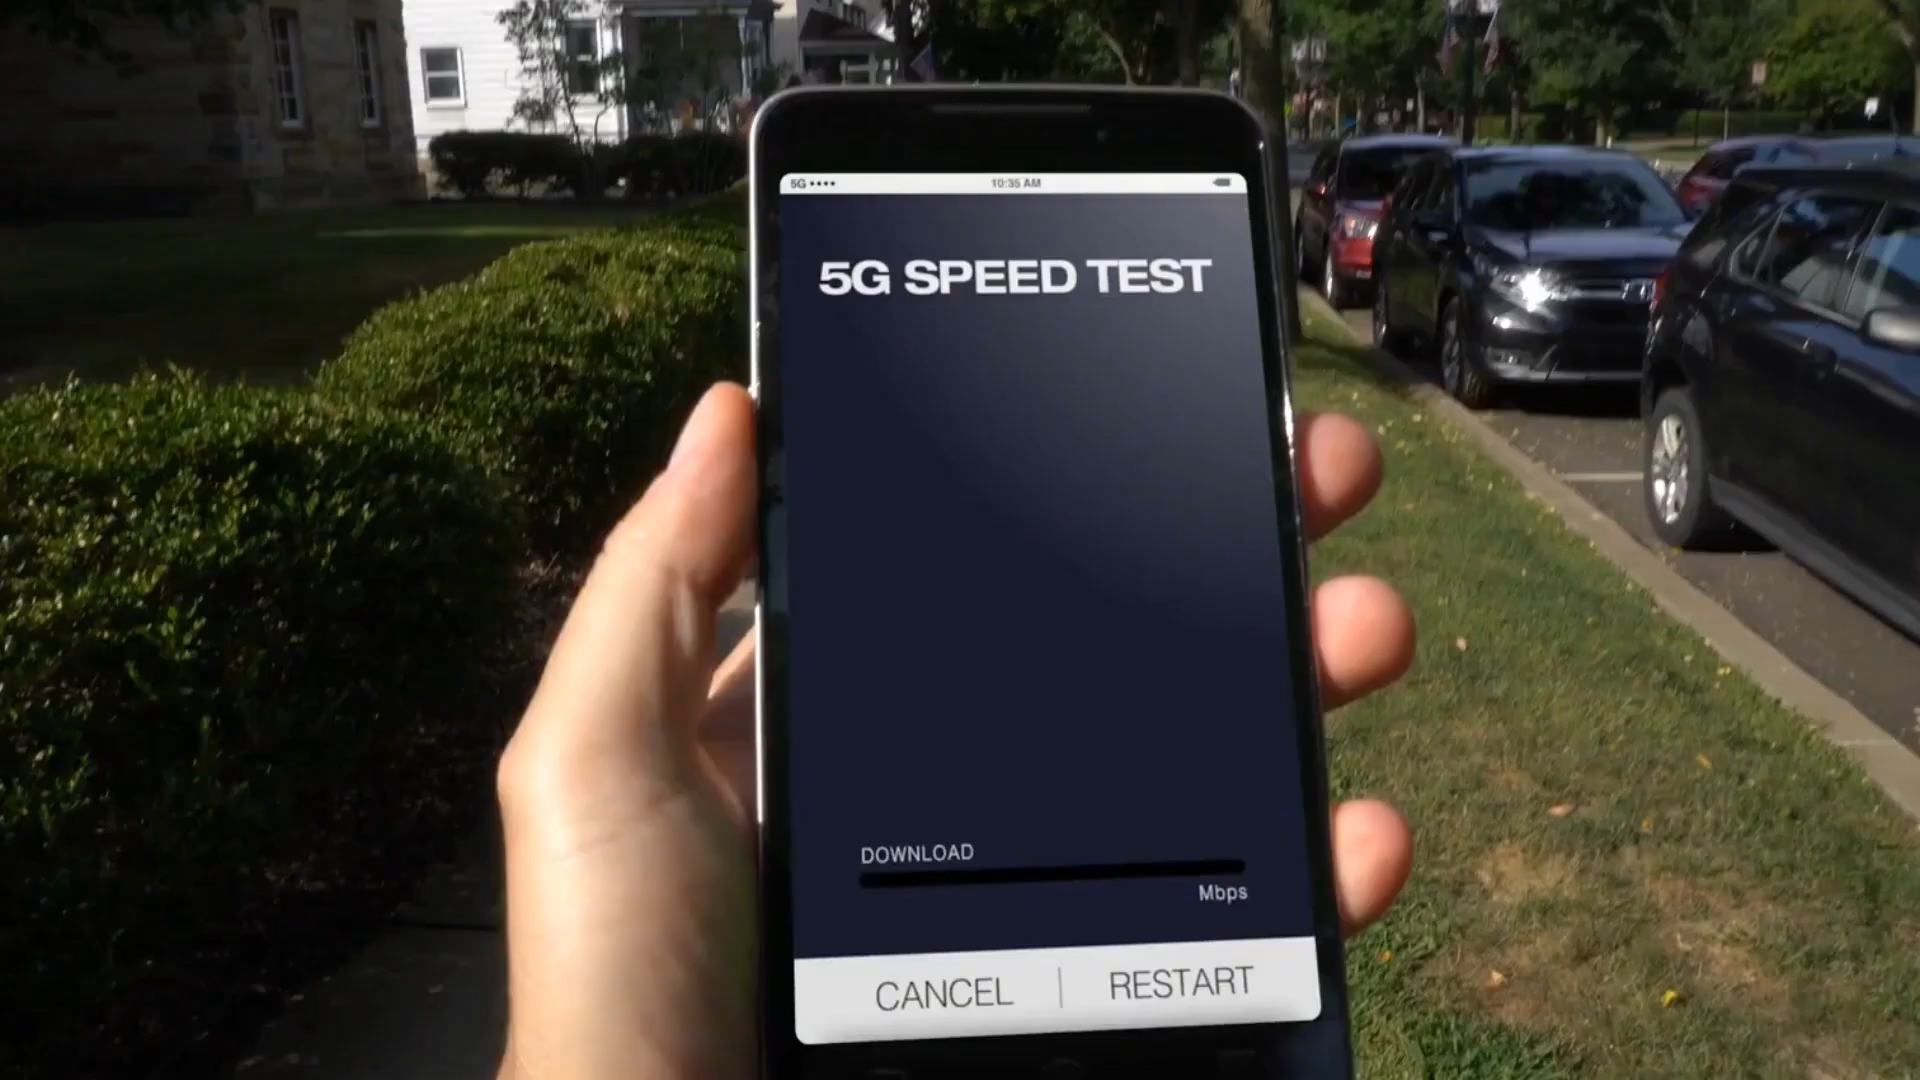 5G •••• 10:35 AM
5G SPEED TEST
DOWNLOAD
Mbps
CANCEL | RESTART